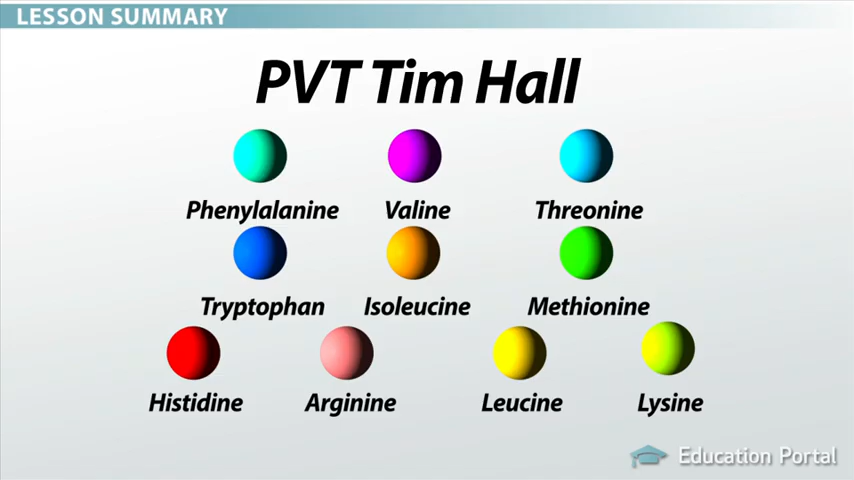 LESSON SUMMARY
PVT Tim Hall
Phenylalanine Valine Threonine
Tryptophan Isoleucine Methionine
Histidine Arginine Leucine Lysine
Education Portal